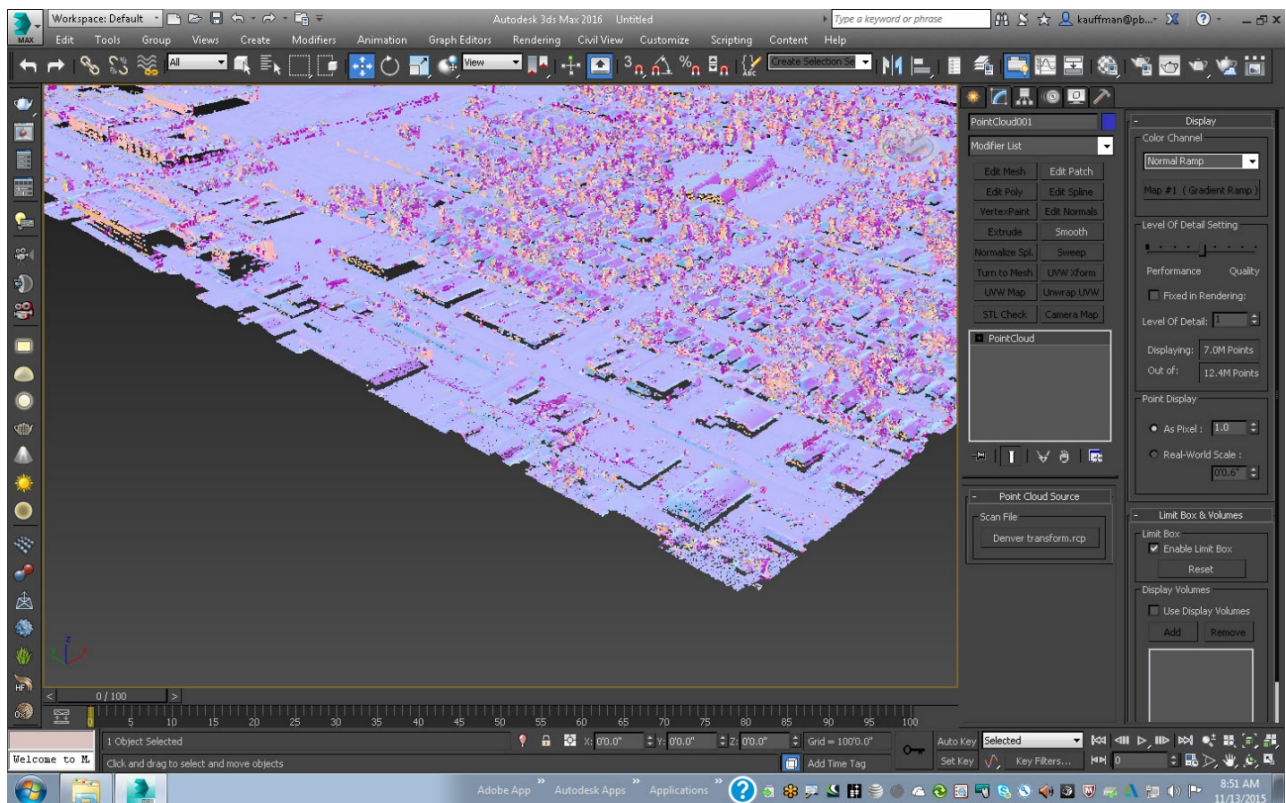 Workspace: Default
Autodesk 3ds Max 2016 Untitled
Type a keyword or phrase
kauffman@pb...
MAX
Edit Tools Group Views Create Modifiers Animation Graph Editors Rendering Civil View Customize Scripting Content Help
All
View
3
Create Selection Se
ABC
PointCloud001
Modifier List
Edit Mesh Edit Patch
Edit Poly Edit Spline
VertexPaint Edit Normals
Extrude Smooth
Normalize Spl. Sweep
Turn to Mesh UVW Xform
UVW Map Unwrap UVW
STL Check Camera Map
PointCloud
Point Cloud Source
Scan File
Denver transform.rcp
Display
Color Channel
Normal Ramp
Map #1 ( Gradient Ramp )
Level Of Detail Setting
Performance Quality
Fixed in Rendering:
Level Of Detail: 1
Displaying: 7.0M Points
Out of: 12.4M Points
Point Display
As Pixel : 1.0
Real-World Scale :
0'0.6"
Limit Box & Volumes
Limit Box
Enable Limit Box
Reset
Display Volumes
Use Display Volumes
Add Remove
z
HF
< 0 / 100 >
0 5 10 15 20 25 30 35 40 45 50 55 60 65 70 75 80 85 90 95 100
1 Object Selected
X: 0'0.0" Y: 0'0.0" Z: 0'0.0" Grid = 100'0.0"
Auto Key Selected
Welcome to M
Click and drag to select and move objects
Add Time Tag
Set Key Key Filters... 0
Adobe App » Autodesk Apps » Applications »
8:51 AM
11/13/2015